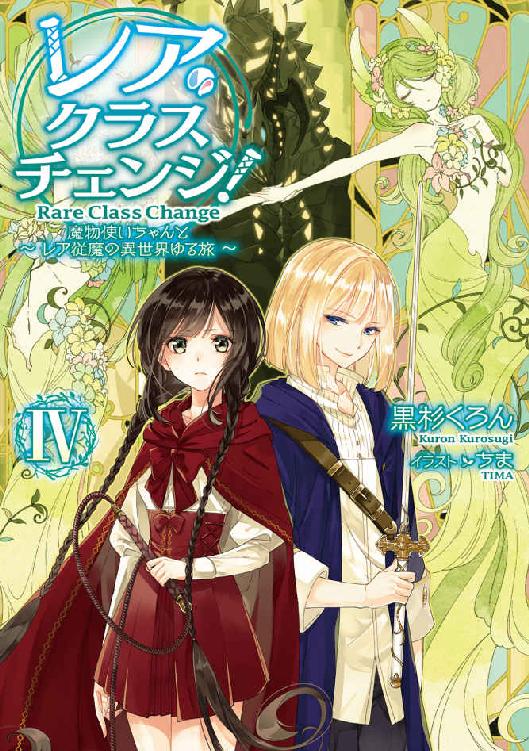 レア・
クラス
チェンジ!
Rare Class Change
魔物使いちゃんと
～レア従魔の異世界ゆる旅～
IV
黒杉くろん
Kuron Kurosugi
イラスト ちま
TIMA